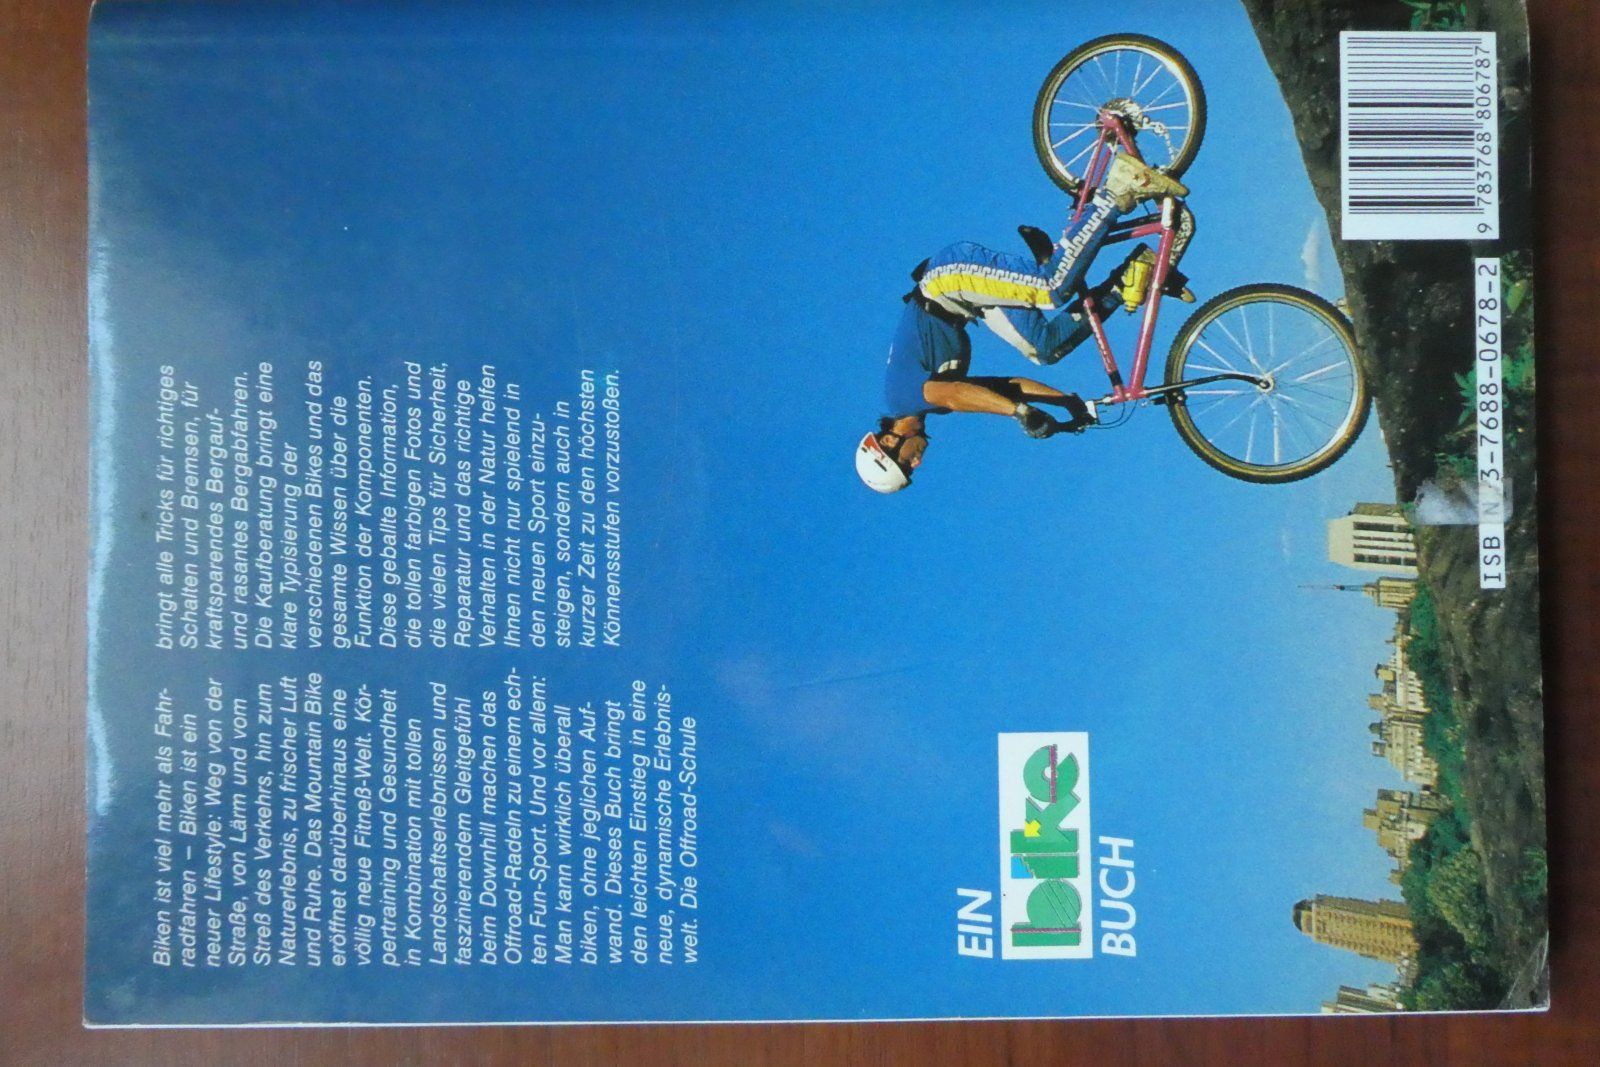 Biken ist viel mehr als Fahr-
radfahren – Biken ist ein
neuer Lifestyle: Weg von der
Straße, von Lärm und vom
Streß des Verkehrs, hin zum
Naturerlebnis, zu frischer Luft
und Ruhe. Das Mountain Bike
eröffnet darüberhinaus eine
völlig neue Fitneß-Welt. Kör-
pertraining und Gesundheit
in Kombination mit tollen
Landschaftserlebnissen und
faszinierendem Gleitgefühl
beim Downhill machen das
Offroad-Radeln zu einem ech-
ten Fun-Sport. Und vor allem:
Man kann wirklich überall
biken, ohne jeglichen Auf-
wand. Dieses Buch bringt
den leichten Einstieg in eine
neue, dynamische Erlebnis-
welt. Die Offroad-Schule
bringt alle Tricks für richtiges
Schalten und Bremsen, für
kraftsparendes Bergauf-
und rasantes Bergabfahren.
Die Kaufberatung bringt eine
klare Typisierung der
verschiedenen Bikes und das
gesamte Wissen über die
Funktion der Komponenten.
Diese geballte Information,
die tollen farbigen Fotos und
die vielen Tips für Sicherheit,
Reparatur und das richtige
Verhalten in der Natur helfen
Ihnen nicht nur spielend in
den neuen Sport einzu-
steigen, sondern auch in
kurzer Zeit zu den höchsten
Könnensstufen vorzustoßen.
EIN
bike
BUCH
ISBN 3-7688-0678-2
9 783768 806787